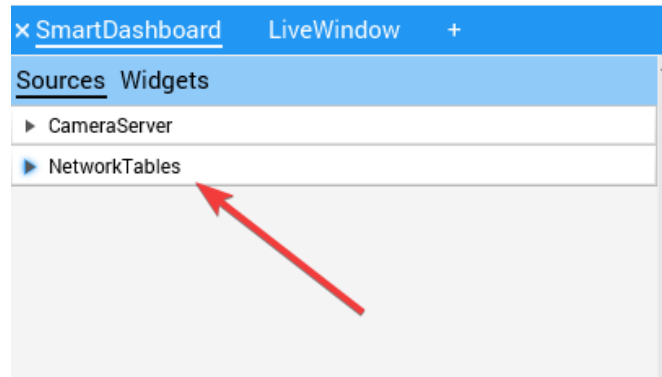 × SmartDashboard LiveWindow +
Sources Widgets
CameraServer
NetworkTables